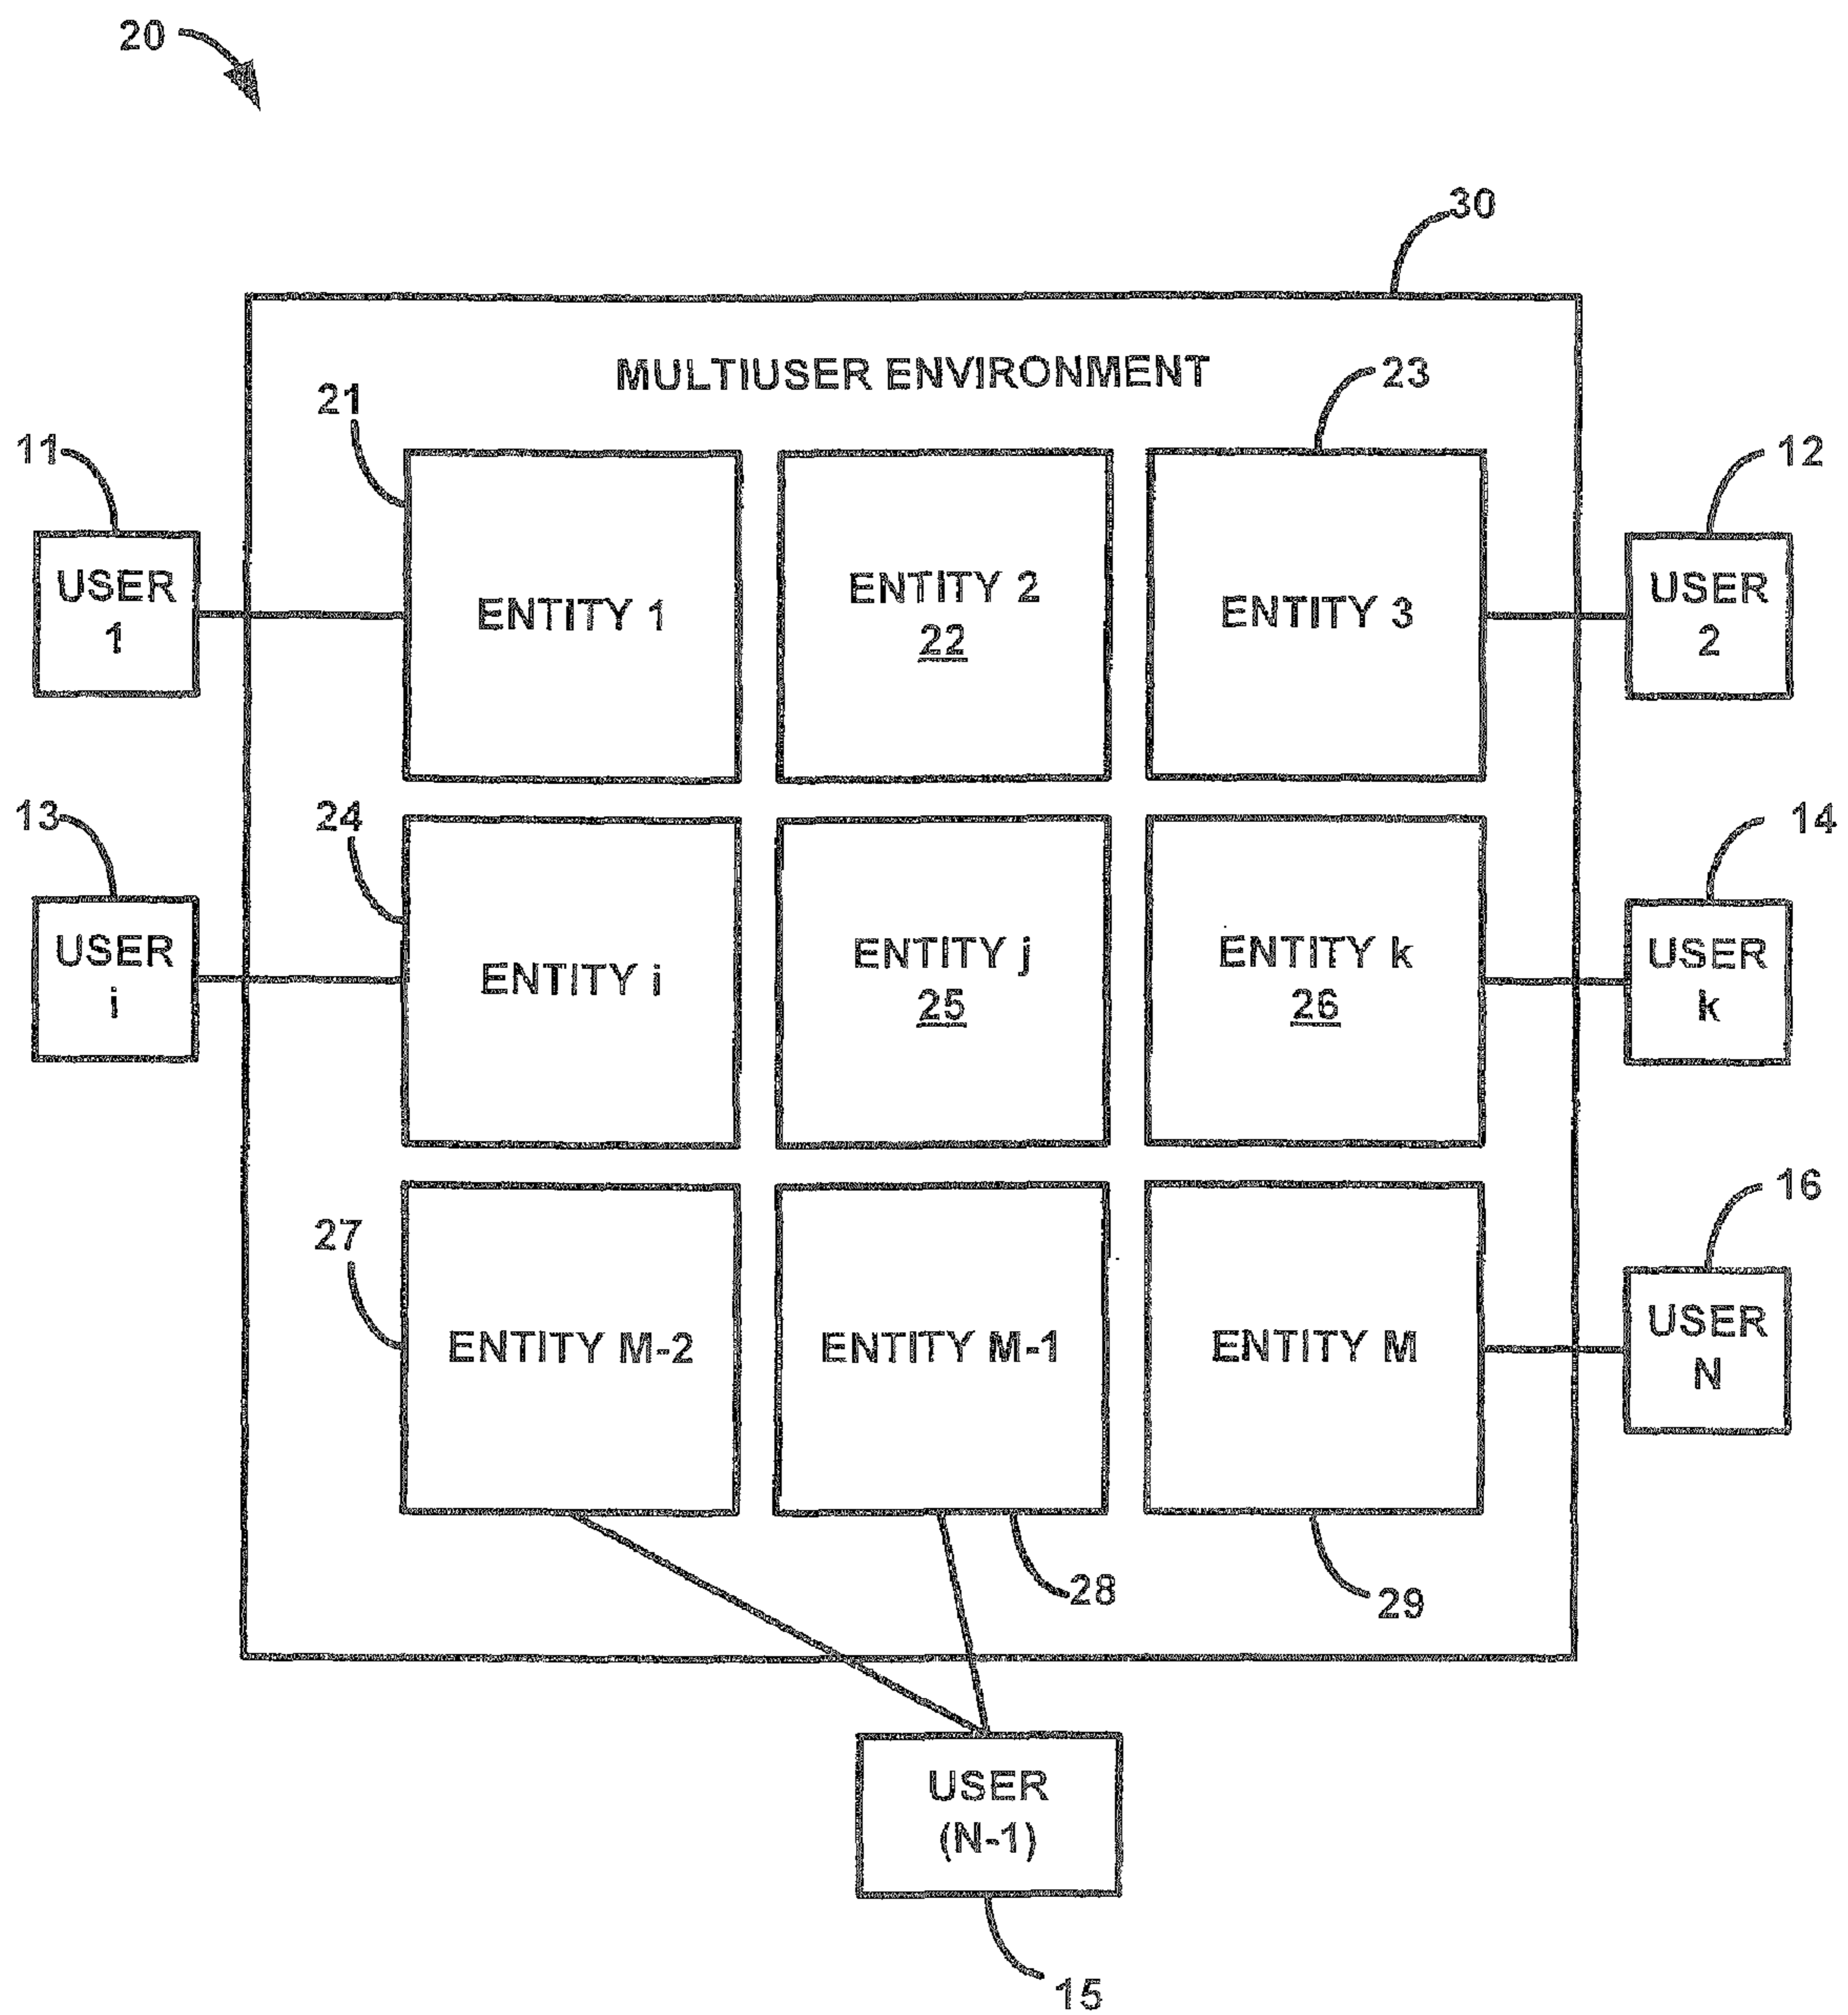 20
30
MULTIUSER ENVIRONMENT
21
23
11
12
USER
1
ENTITY 1
ENTITY 2
22
ENTITY 3
USER
2
13
24
14
USER
i
ENTITY i
ENTITY j
25
ENTITY k
26
USER
k
27
16
ENTITY M-2
ENTITY M-1
ENTITY M
USER
N
28
29
USER
(N-1)
15